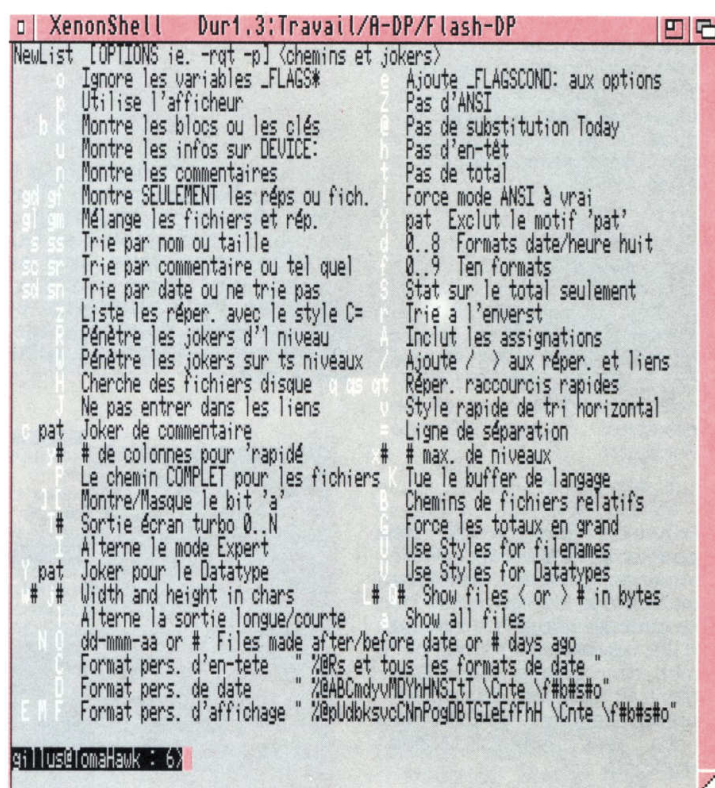 XenonShell Dur1.3:Travail/A-DP/Flash-DP
NewList [OPTIONS ie. -rqt -p] <chemins et jokers>
o Ignore les variables _FLAGS* e Ajoute _FLAGSCOND: aux options
p Utilise l'afficheur Z Pas d'ANSI
b k Montre les blocs ou les clés @ Pas de substitution Today
u Montre les infos sur DEVICE: h Pas d'en-têt
n Montre les commentaires t Pas de total
gd gf Montre SEULEMENT les réps ou fich. ! Force mode ANSI à vrai
gl gm Mélange les fichiers et rép. X pat Exclut le motif 'pat'
s ss Trie par nom ou taille d 0..8 Formats date/heure huit
sc sr Trie par commentaire ou tel quel f 0..9 Ten formats
sd sn Trie par date ou ne trie pas S Stat sur le total seulement
z Liste les réper. avec le style C= r Trie a l'enverst
R Pénètre les jokers d'1 niveau A Inclut les assignations
W Pénètre les jokers sur ts niveaux / Ajoute / > aux réper. et liens
H Cherche des fichiers disque q qs qt Réper. raccourcis rapides
J Ne pas entrer dans les liens v Style rapide de tri horizontal
c pat Joker de commentaire = Ligne de séparation
y# # de colonnes pour 'rapidé x# # max. de niveaux
P Le chemin COMPLET pour les fichiers K Tue le buffer de langage
] [ Montre/Masque le bit 'a' B Chemins de fichiers relatifs
T# Sortie écran turbo 0..N G Force les totaux en grand
I Alterne le mode Expert U Use Styles for filenames
Y pat Joker pour le Datatype V Use Styles for Datatypes
w# j# Width and height in chars L# O# Show files < or > # in bytes
l Alterne la sortie longue/courte a Show all files
N O dd-mmm-aa or # Files made after/before date or # days ago
C Format pers. d'en-tete " %@Rs et tous les formats de date "
D Format pers. de date " %@ABCmdyvMDYhHNSItT \Cnte \f#b#s#o"
E M F Format pers. d'affichage " %@pUdbksvcCNnPogDBTGIeEfFhH \Cnte \f#b#s#o"
gillus@TomaHawk : 6>